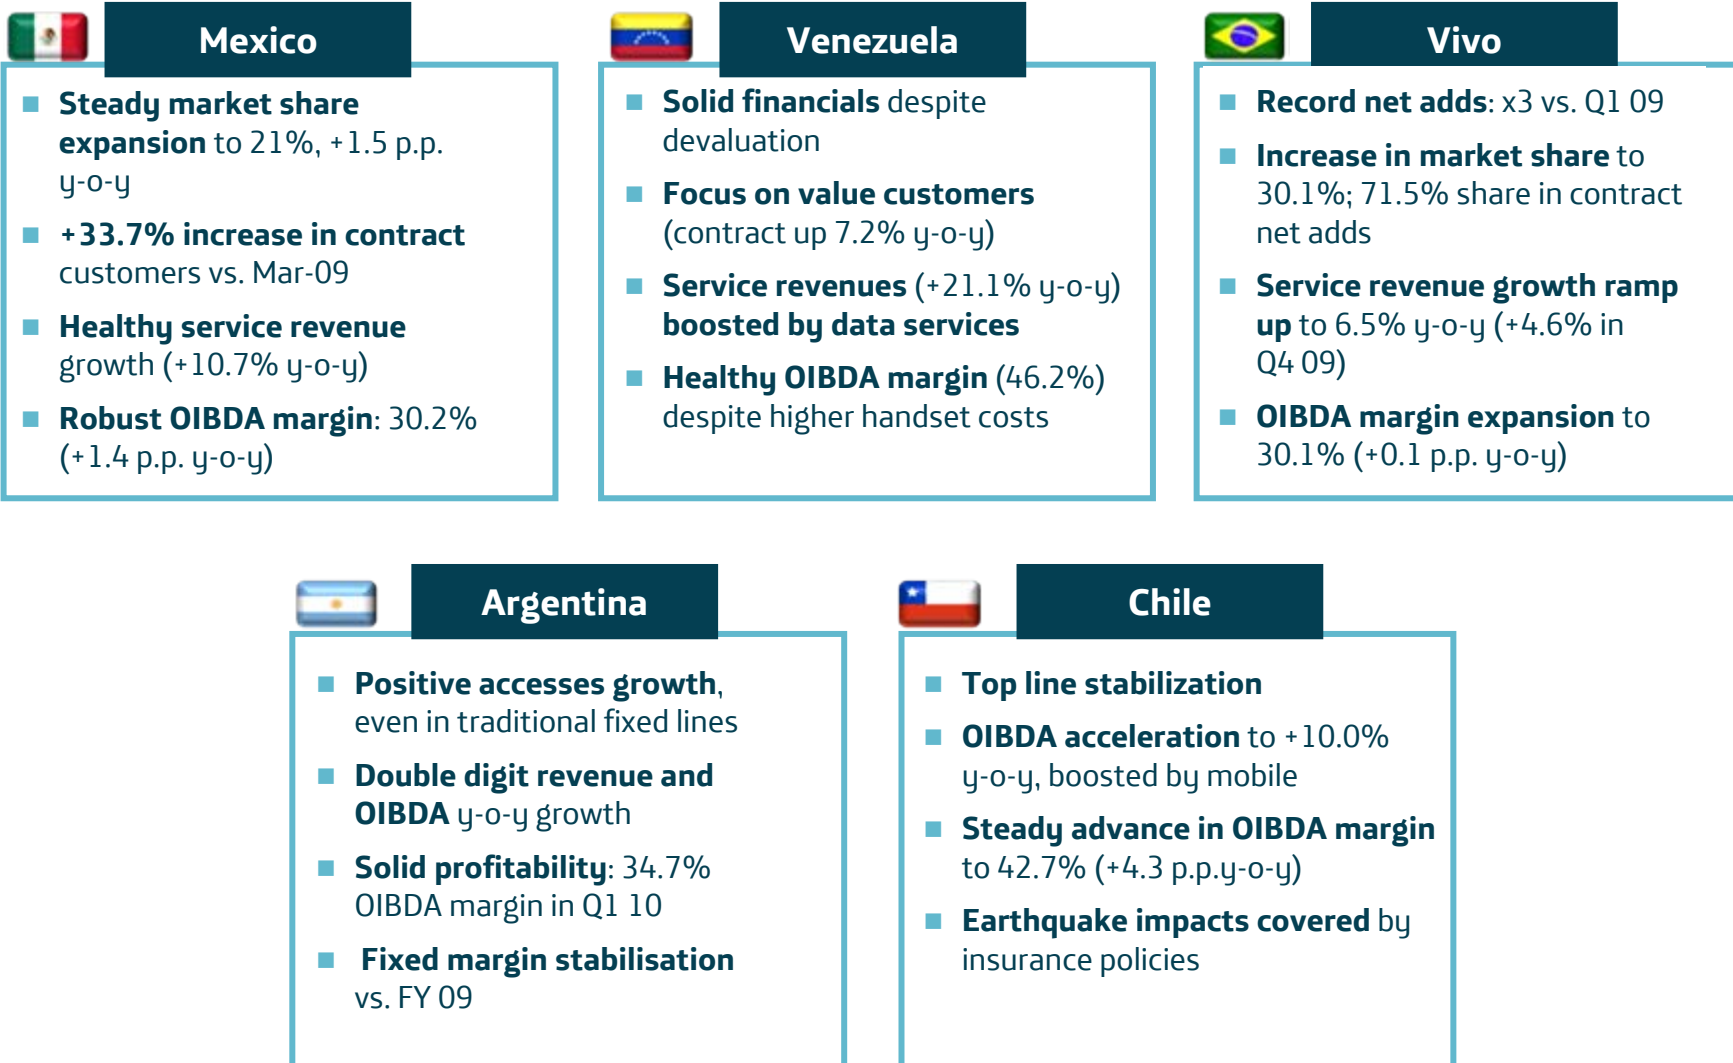 Mexico
Steady market share
expansion to 21%, +1.5 p.p.
y-o-y
+33.7% increase in contract
customers vs. Mar-09
Healthy service revenue
growth (+10.7% y-o-y)
Robust OIBDA margin: 30.2%
(+1.4 p.p. y-o-y)
Venezuela
Solid financials despite
devaluation
Focus on value customers
(contract up 7.2% y-o-y)
Service revenues (+21.1% y-o-y)
boosted by data services
Healthy OIBDA margin (46.2%)
despite higher handset costs
Vivo
Record net adds: x3 vs. Q1 09
Increase in market share to
30.1%; 71.5% share in contract
net adds
Service revenue growth ramp
up to 6.5% y-o-y (+4.6% in
Q4 09)
OIBDA margin expansion to
30.1% (+0.1 p.p. y-o-y)
Argentina
Positive accesses growth,
even in traditional fixed lines
Double digit revenue and
OIBDA y-o-y growth
Solid profitability: 34.7%
OIBDA margin in Q1 10
Fixed margin stabilisation
vs. FY 09
Chile
Top line stabilization
OIBDA acceleration to +10.0%
y-o-y, boosted by mobile
Steady advance in OIBDA margin
to 42.7% (+4.3 p.p.y-o-y)
Earthquake impacts covered by
insurance policies